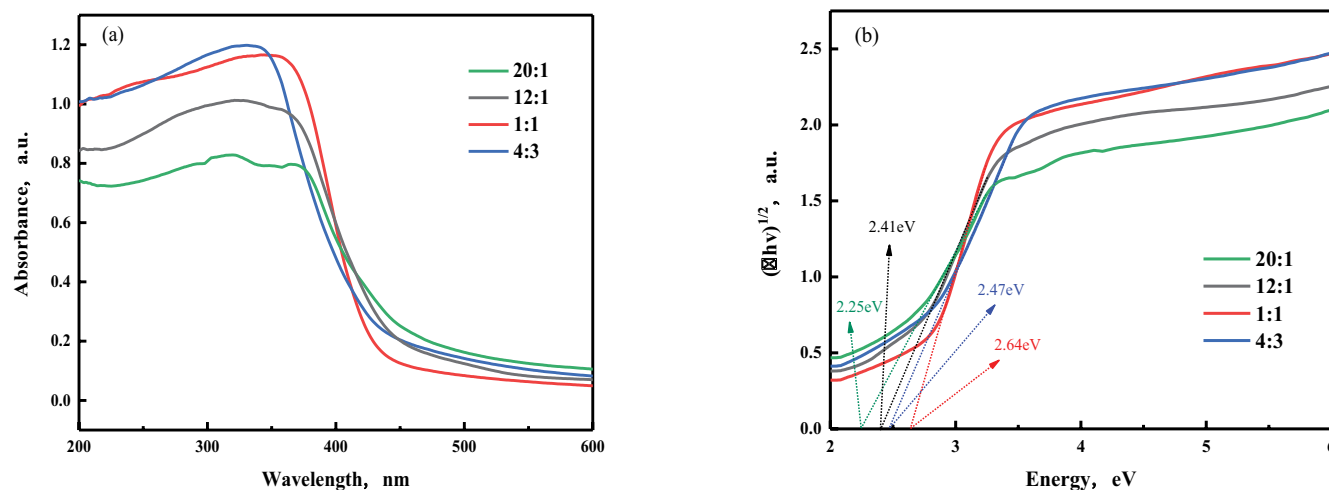 (a)
1.2
1.0
0.8
0.6
0.4
0.2
0.0
Absorbance, a.u.
20:1
12:1
1:1
4:3
200 300 400 500 600
Wavelength, nm
(b)
2.5
2.0
1.5
1.0
0.5
0.0
(□hv)1/2, a.u.
2.41eV
2.25eV
2.47eV
2.64eV
20:1
12:1
1:1
4:3
2 3 4 5 6
Energy, eV